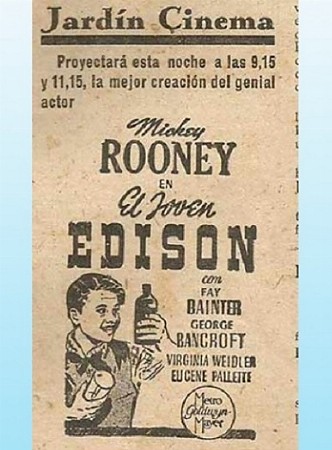 Jardín Cinema
Proyectará esta noche a las 9,15
y 11,15, la mejor creación del genial
actor
Mickey
ROONEY
EN
El Joven
EDISON
con
FAY
BAINTER
GEORGE
BANCROFT
VIRGINIA WEIDLER
EUGENE PALLETTE
Metro
Goldwyn
Mayer